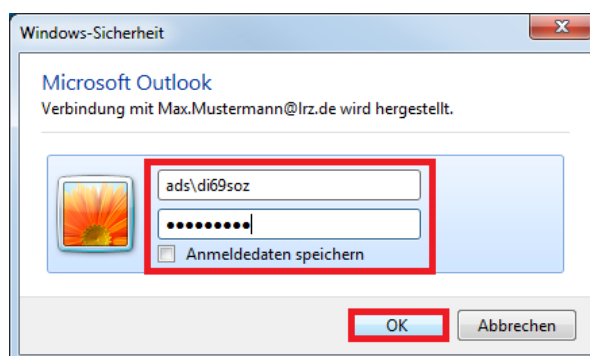 Windows-Sicherheit
Microsoft Outlook
Verbindung mit Max.Mustermann@lrz.de wird hergestellt.
ads\di69soz
•••••••••
Anmeldedaten speichern
OK
Abbrechen